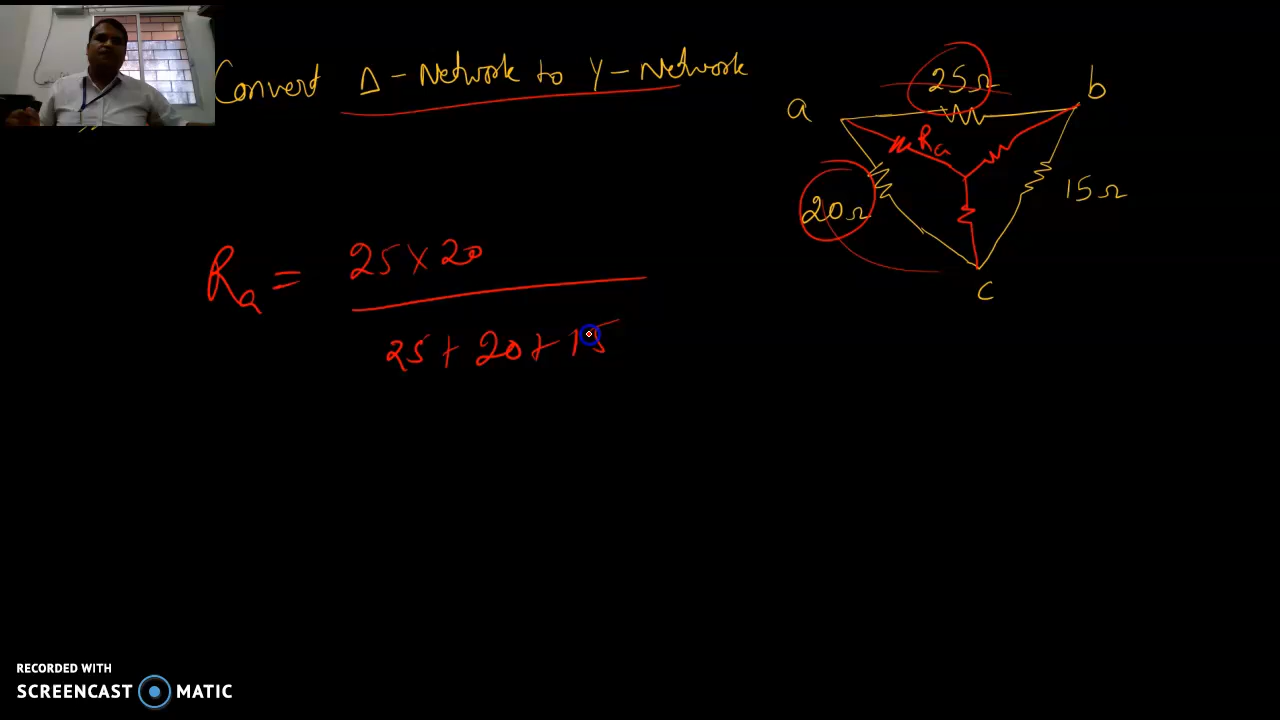 Convert Δ-Network to Y-Network
a
25Ω
b
Ra
20Ω
15Ω
c
Ra = 25 x 20
25 + 20 + 15
RECORDED WITH
SCREENCAST MATIC